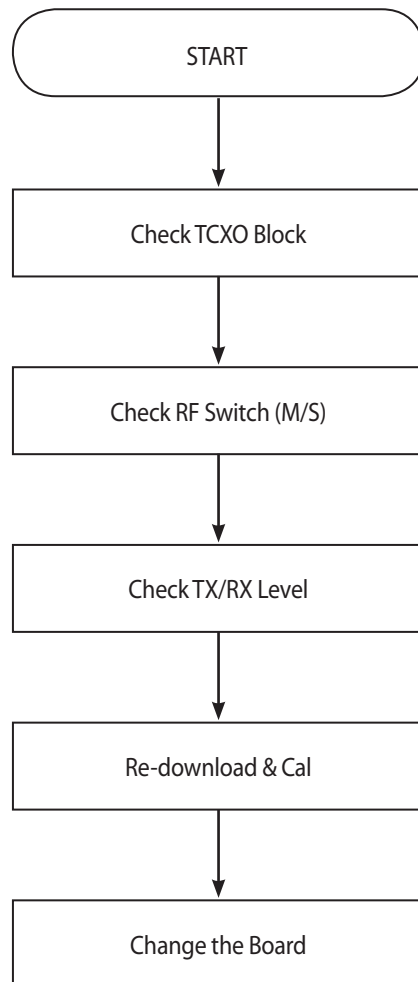 START
Check TCXO Block
Check RF Switch (M/S)
Check TX/RX Level
Re-download & Cal
Change the Board